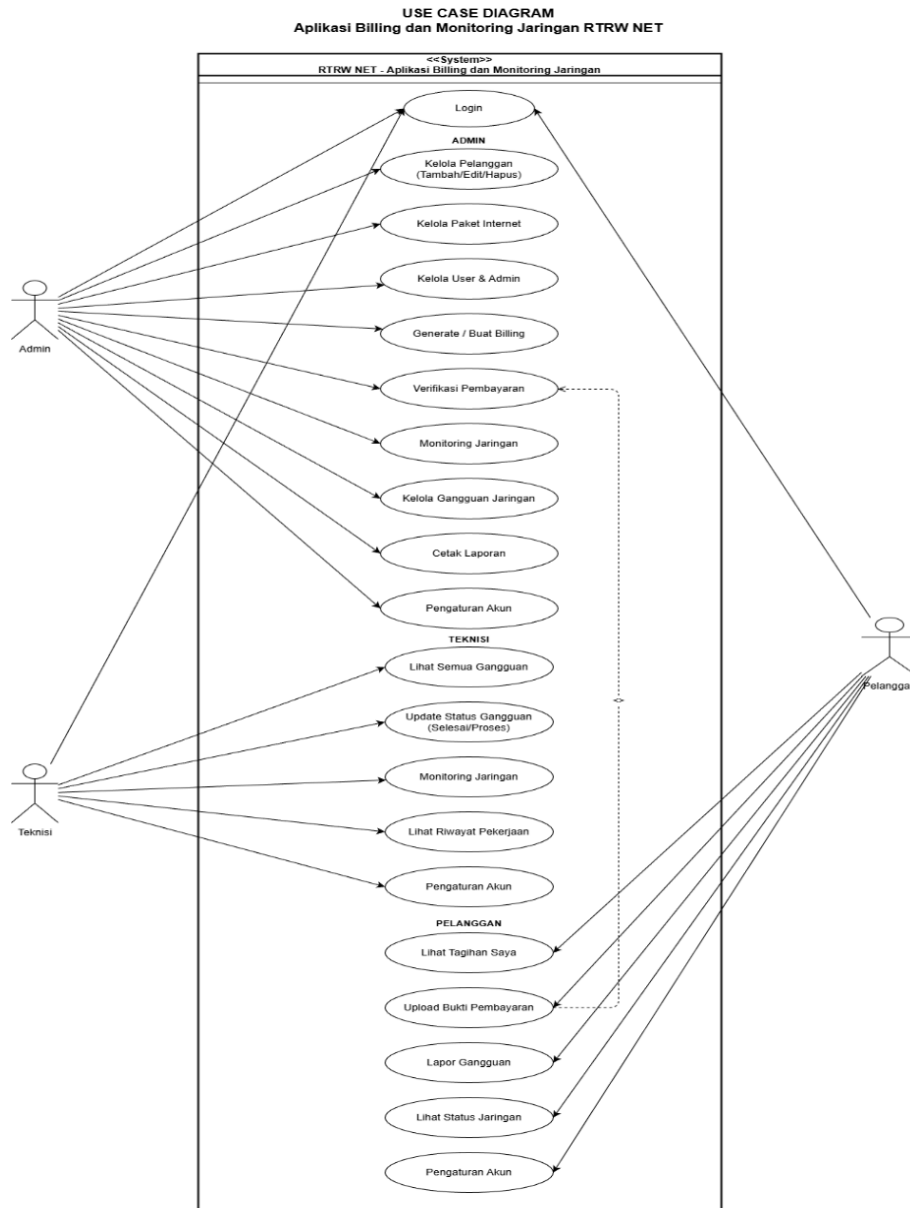 USE CASE DIAGRAM
Aplikasi Billing dan Monitoring Jaringan RTRW NET
<<System>>
RTRW NET - Aplikasi Billing dan Monitoring Jaringan
Login
ADMIN
Kelola Pelanggan
(Tambah/Edit/Hapus)
Kelola Paket Internet
Kelola User & Admin
Generate / Buat Billing
Verifikasi Pembayaran
Monitoring Jaringan
Kelola Gangguan Jaringan
Cetak Laporan
Pengaturan Akun
Admin
TEKNISI
Lihat Semua Gangguan
Update Status Gangguan
(Selesai/Proses)
Monitoring Jaringan
Lihat Riwayat Pekerjaan
Pengaturan Akun
Teknisi
PELANGGAN
Lihat Tagihan Saya
Upload Bukti Pembayaran
Lapor Gangguan
Lihat Status Jaringan
Pengaturan Akun
Pelangga